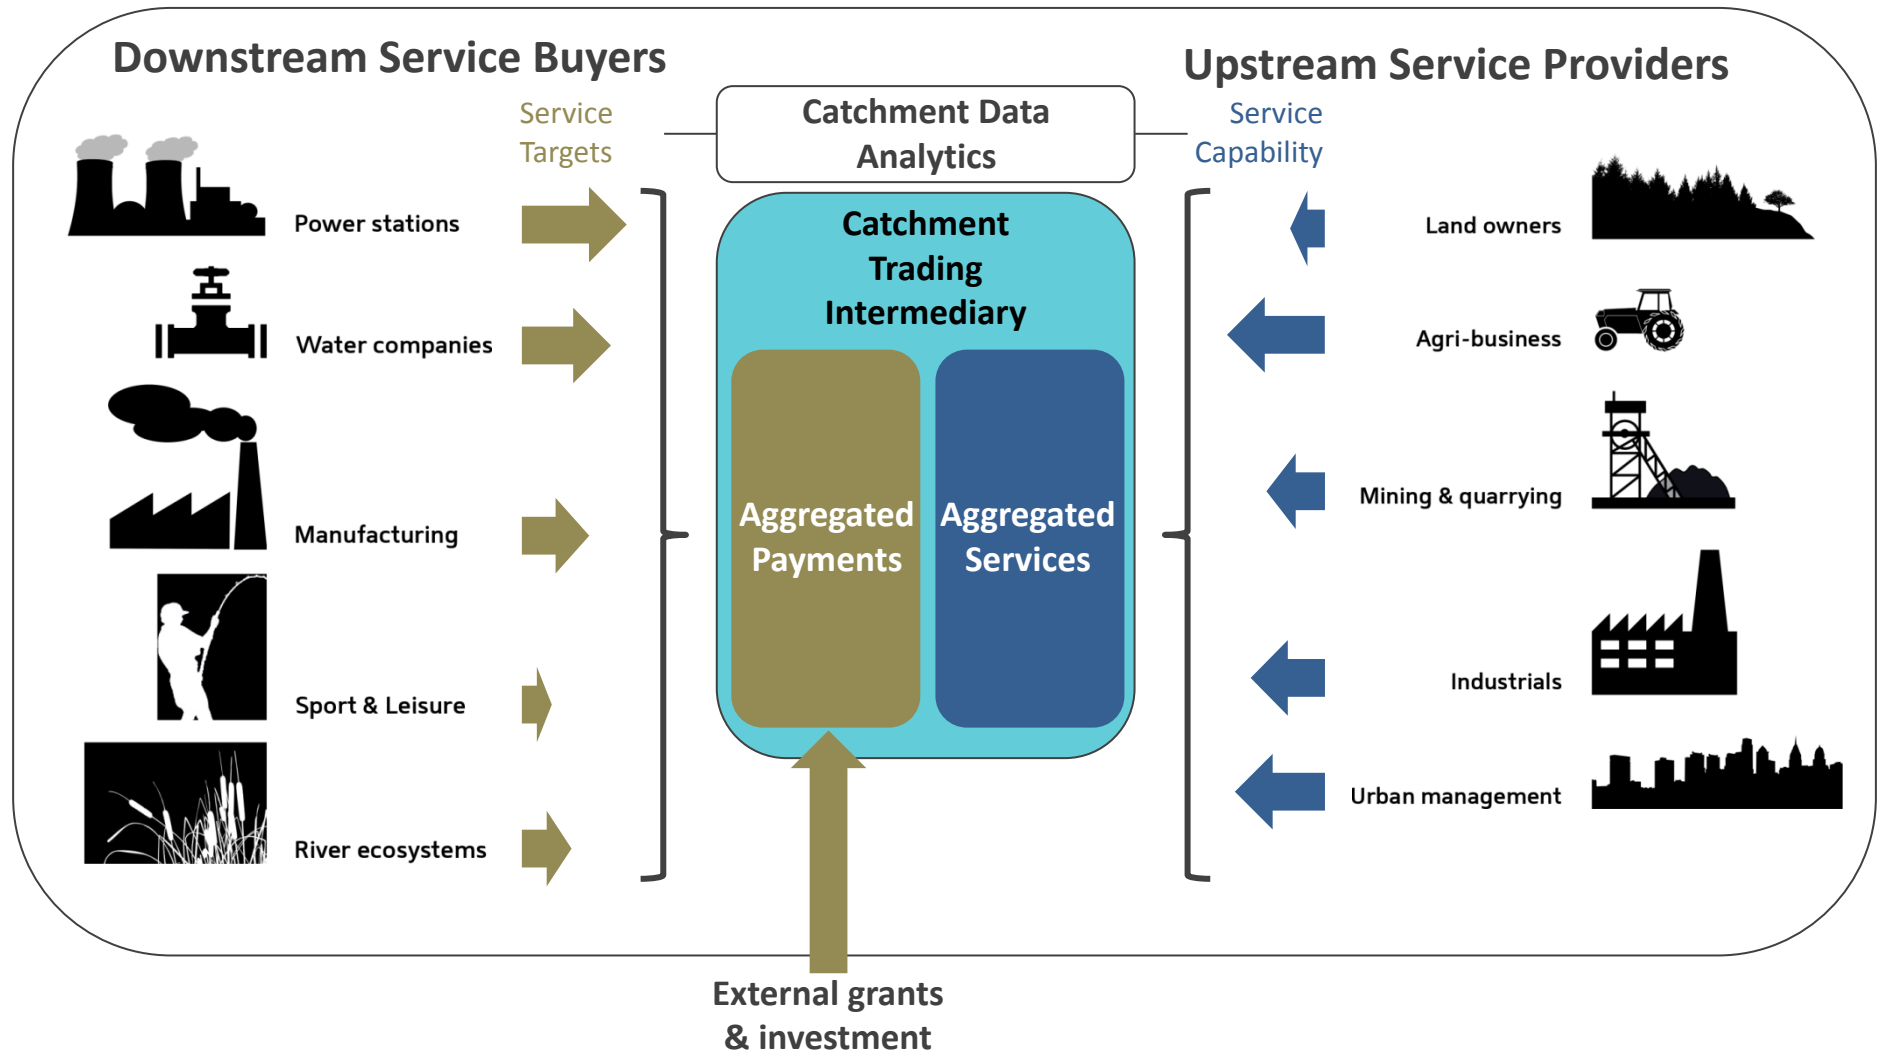 Downstream Service Buyers
Upstream Service Providers
Service
Targets
Catchment Data
Analytics
Service
Capability
Power stations
Water companies
Manufacturing
Sport & Leisure
River ecosystems
Catchment
Trading
Intermediary
Aggregated
Payments
Aggregated
Services
Land owners
Agri-business
Mining & quarrying
Industrials
Urban management
External grants
& investment